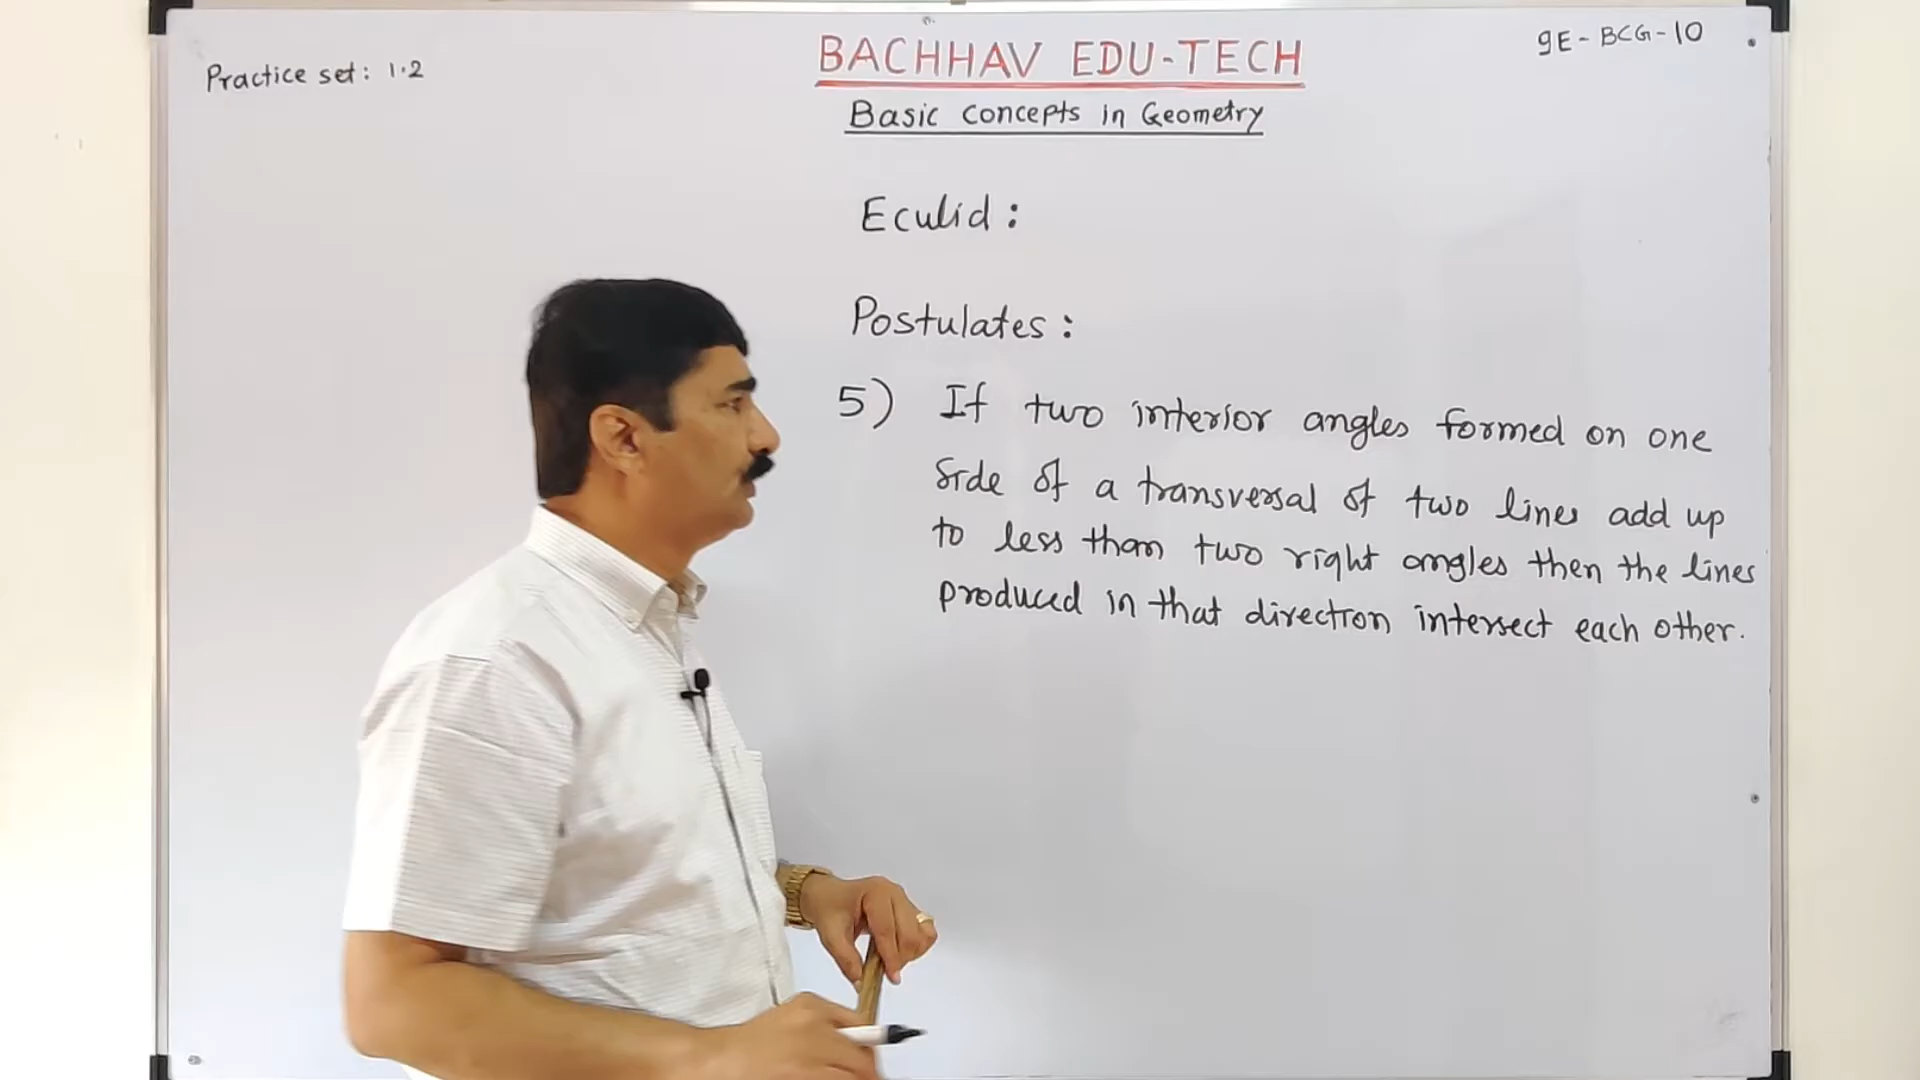 Practice set: 1.2
BACHHAV EDU-TECH
9E-BCG-10
Basic concepts in Geometry
Eculid:
Postulates:
5) If two interior angles formed on one
side of a transversal of two lines add up
to less than two right angles then the lines
produced in that direction intersect each other.